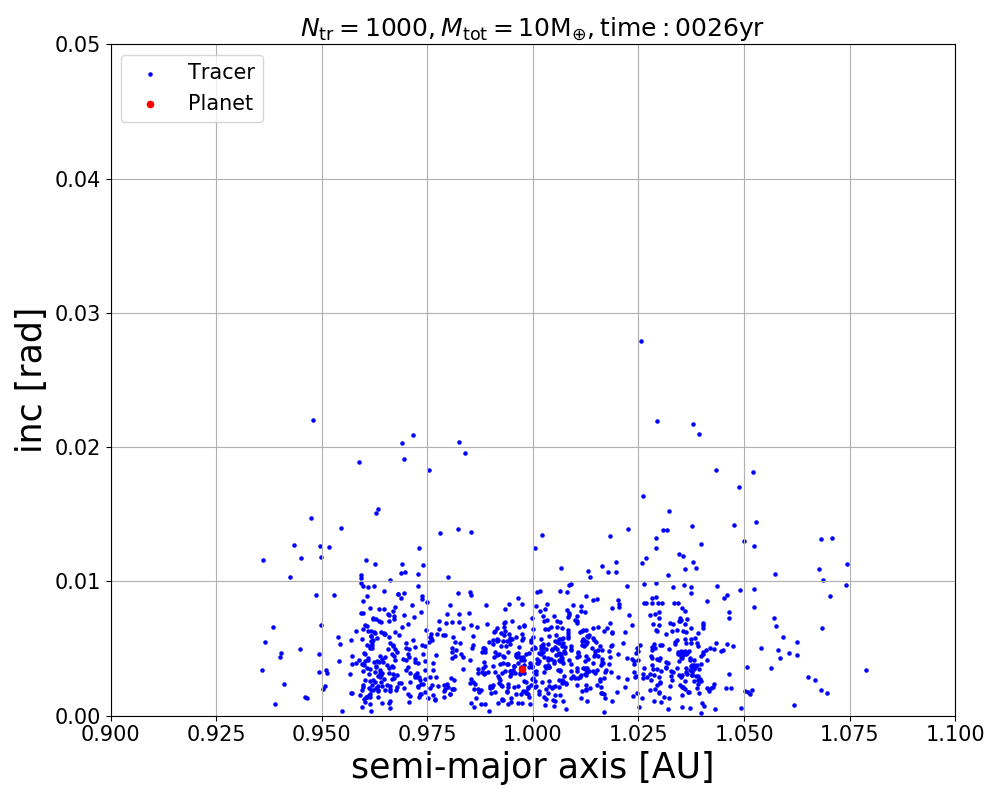 N_tr = 1000, M_tot = 10M_⊕, time : 0026yr
Tracer
Planet
inc [rad]
0.05
0.04
0.03
0.02
0.01
0.00
0.900 0.925 0.950 0.975 1.000 1.025 1.050 1.075 1.100
semi-major axis [AU]